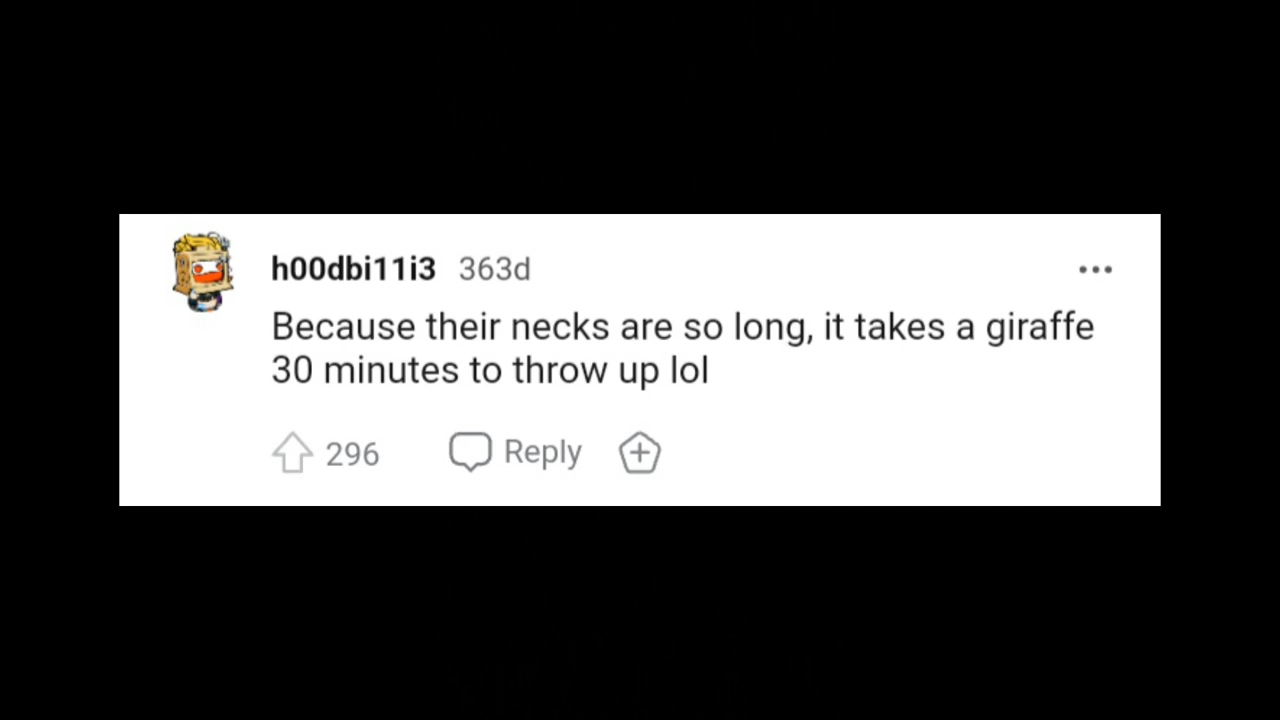 h00dbi11i3 363d
Because their necks are so long, it takes a giraffe
30 minutes to throw up lol
296 Reply